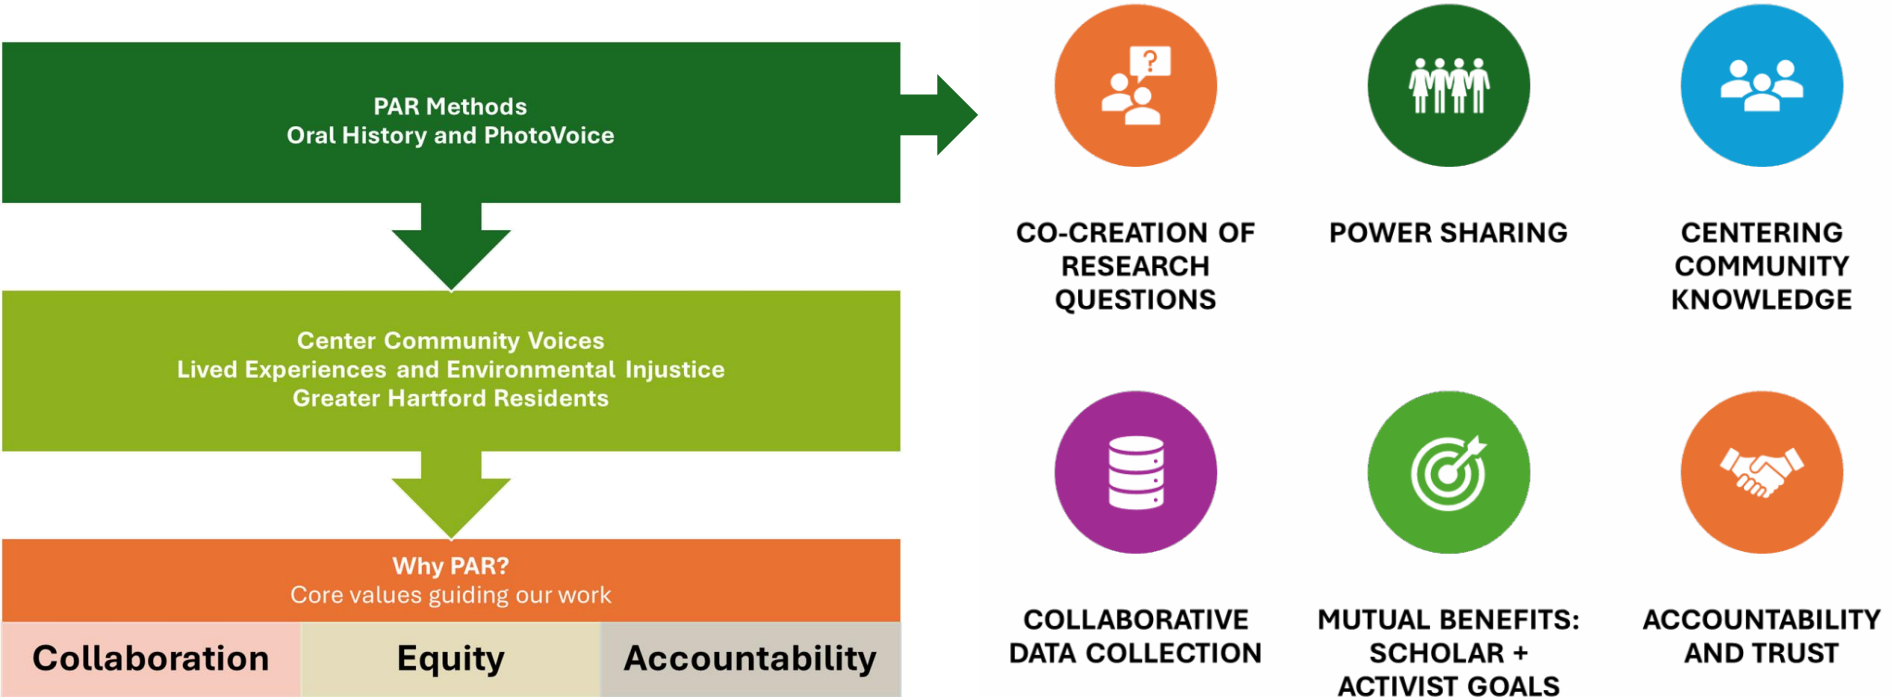 PAR Methods
Oral History and PhotoVoice
Center Community Voices
Lived Experiences and Environmental Injustice
Greater Hartford Residents
Why PAR?
Core values guiding our work
Collaboration
Equity
Accountability
?
CO-CREATION OF
RESEARCH
QUESTIONS
POWER SHARING
CENTERING
COMMUNITY
KNOWLEDGE
COLLABORATIVE
DATA COLLECTION
MUTUAL BENEFITS:
SCHOLAR +
ACTIVIST GOALS
ACCOUNTABILITY
AND TRUST